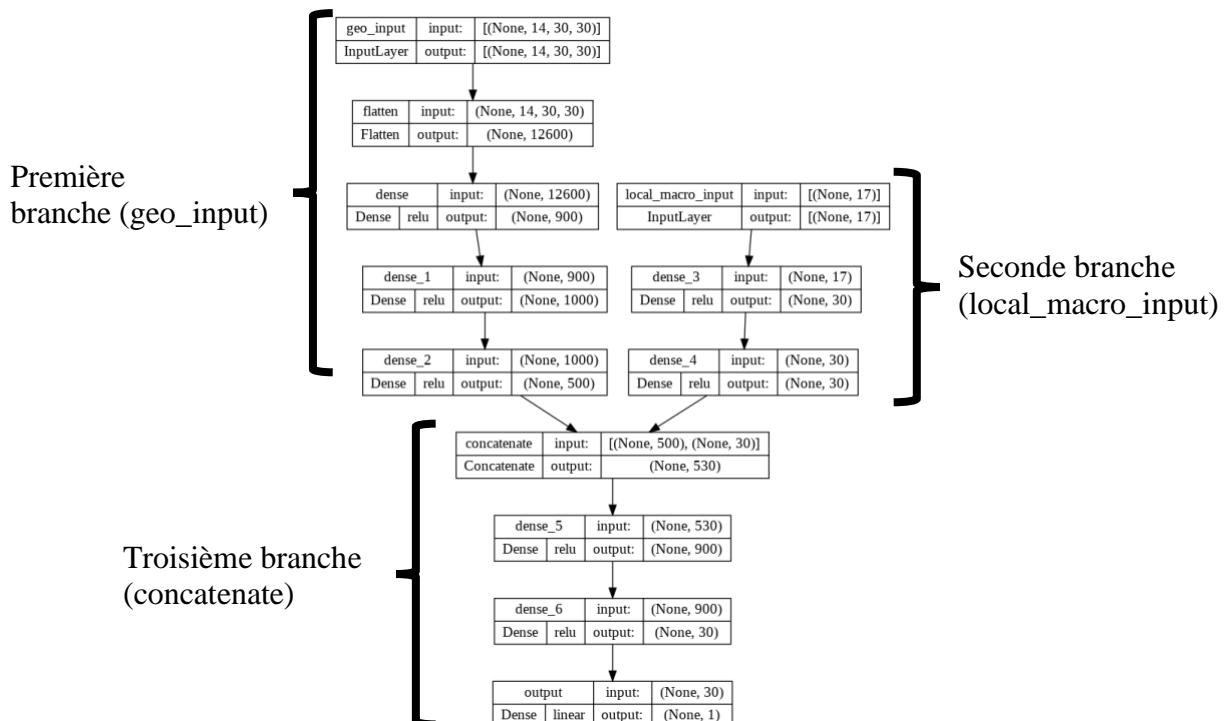 geo_input input: [(None, 14, 30, 30)]
InputLayer output: [(None, 14, 30, 30)]
flatten input: (None, 14, 30, 30)
Flatten output: (None, 12600)
Première
branche (geo_input)
dense input: (None, 12600)
Dense relu output: (None, 900)
dense_1 input: (None, 900)
Dense relu output: (None, 1000)
dense_2 input: (None, 1000)
Dense relu output: (None, 500)
local_macro_input input: [(None, 17)]
InputLayer output: [(None, 17)]
dense_3 input: (None, 17)
Dense relu output: (None, 30)
dense_4 input: (None, 30)
Dense relu output: (None, 30)
Seconde branche
(local_macro_input)
concatenate input: [(None, 500), (None, 30)]
Concatenate output: (None, 530)
Troisième branche
(concatenate)
dense_5 input: (None, 530)
Dense relu output: (None, 900)
dense_6 input: (None, 900)
Dense relu output: (None, 30)
output input: (None, 30)
Dense linear output: (None, 1)